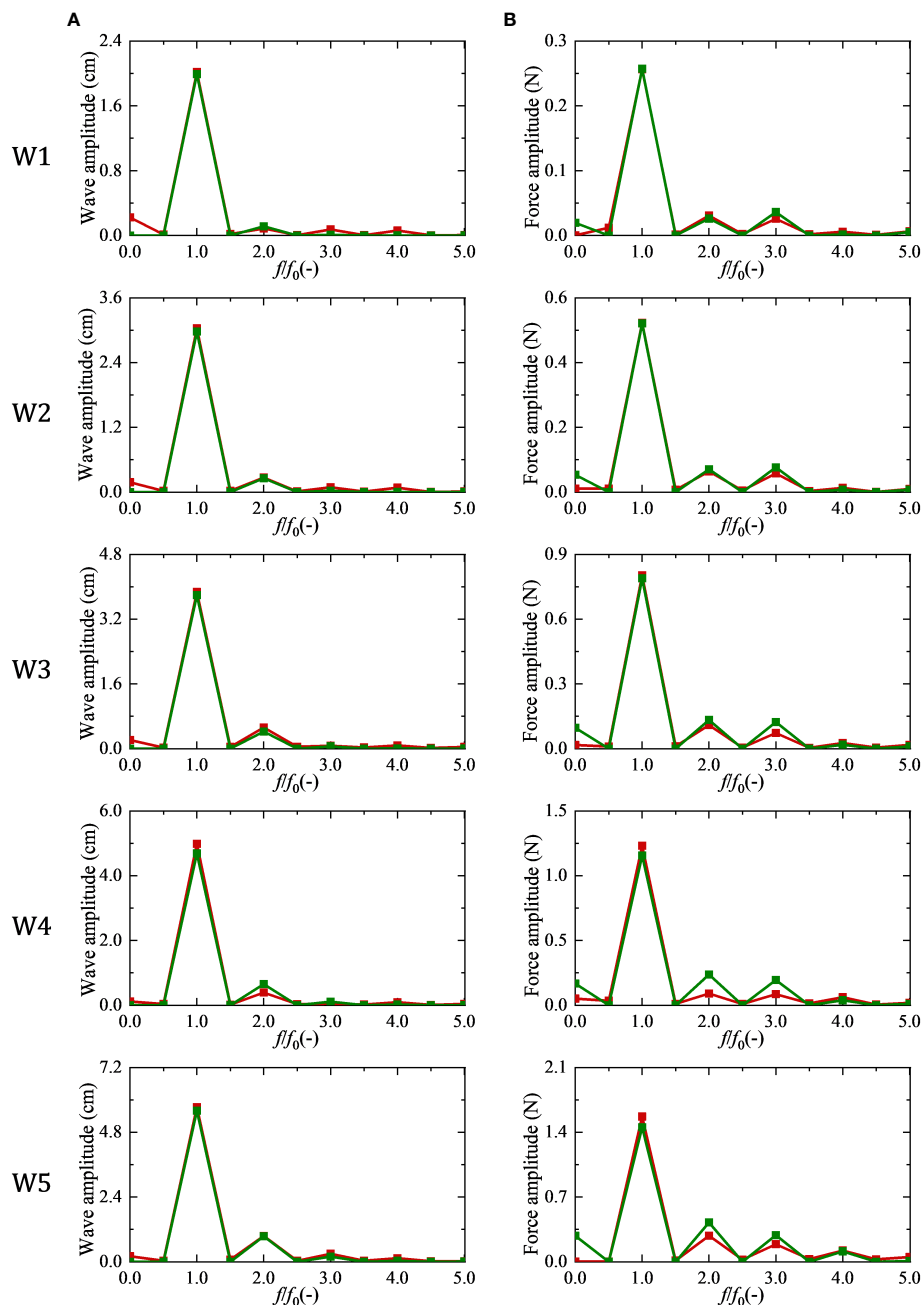 A
B
W1
Wave amplitude (cm)
2.4
1.6
0.8
0.0
0.0 1.0 2.0 3.0 4.0 5.0
f/f₀(-)
Force amplitude (N)
0.3
0.2
0.1
0.0
0.0 1.0 2.0 3.0 4.0 5.0
f/f₀(-)
W2
Wave amplitude (cm)
3.6
2.4
1.2
0.0
0.0 1.0 2.0 3.0 4.0 5.0
f/f₀(-)
Force amplitude (N)
0.6
0.4
0.2
0.0
0.0 1.0 2.0 3.0 4.0 5.0
f/f₀(-)
W3
Wave amplitude (cm)
4.8
3.2
1.6
0.0
0.0 1.0 2.0 3.0 4.0 5.0
f/f₀(-)
Force amplitude (N)
0.9
0.6
0.3
0.0
0.0 1.0 2.0 3.0 4.0 5.0
f/f₀(-)
W4
Wave amplitude (cm)
6.0
4.0
2.0
0.0
0.0 1.0 2.0 3.0 4.0 5.0
f/f₀(-)
Force amplitude (N)
1.5
1.0
0.5
0.0
0.0 1.0 2.0 3.0 4.0 5.0
f/f₀(-)
W5
Wave amplitude (cm)
7.2
4.8
2.4
0.0
0.0 1.0 2.0 3.0 4.0 5.0
f/f₀(-)
Force amplitude (N)
2.1
1.4
0.7
0.0
0.0 1.0 2.0 3.0 4.0 5.0
f/f₀(-)